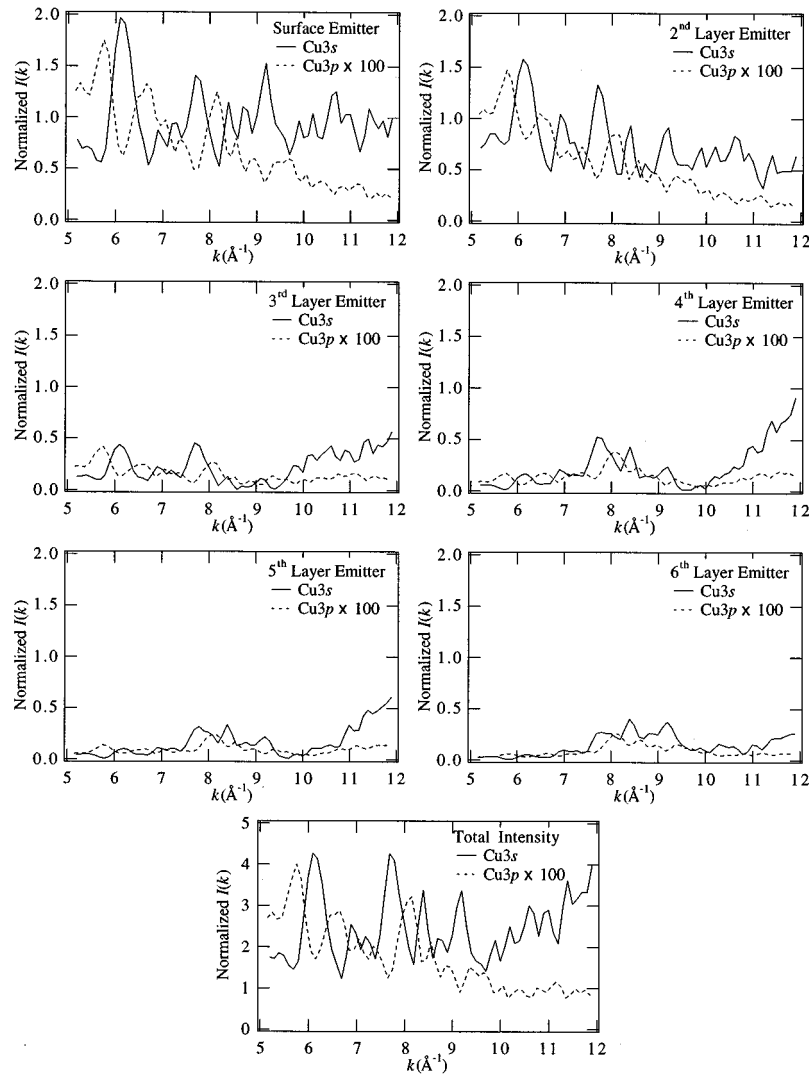 Surface Emitter
Cu3s
Cu3p × 100
Normalized I(k)
2.0
1.5
1.0
0.5
0.0
5 6 7 8 9 10 11 12
k(Å⁻¹)
2nd Layer Emitter
Cu3s
Cu3p × 100
Normalized I(k)
2.0
1.5
1.0
0.5
0.0
5 6 7 8 9 10 11 12
k(Å⁻¹)
3rd Layer Emitter
Cu3s
Cu3p × 100
Normalized I(k)
2.0
1.5
1.0
0.5
0.0
5 6 7 8 9 10 11 12
k(Å⁻¹)
4th Layer Emitter
Cu3s
Cu3p × 100
Normalized I(k)
2.0
1.5
1.0
0.5
0.0
5 6 7 8 9 10 11 12
k(Å⁻¹)
5th Layer Emitter
Cu3s
Cu3p × 100
Normalized I(k)
2.0
1.5
1.0
0.5
0.0
5 6 7 8 9 10 11 12
k(Å⁻¹)
6th Layer Emitter
Cu3s
Cu3p × 100
Normalized I(k)
2.0
1.5
1.0
0.5
0.0
5 6 7 8 9 10 11 12
k(Å⁻¹)
Total Intensity
Cu3s
Cu3p × 100
Normalized I(k)
5
4
3
2
1
0
5 6 7 8 9 10 11 12
k(Å⁻¹)